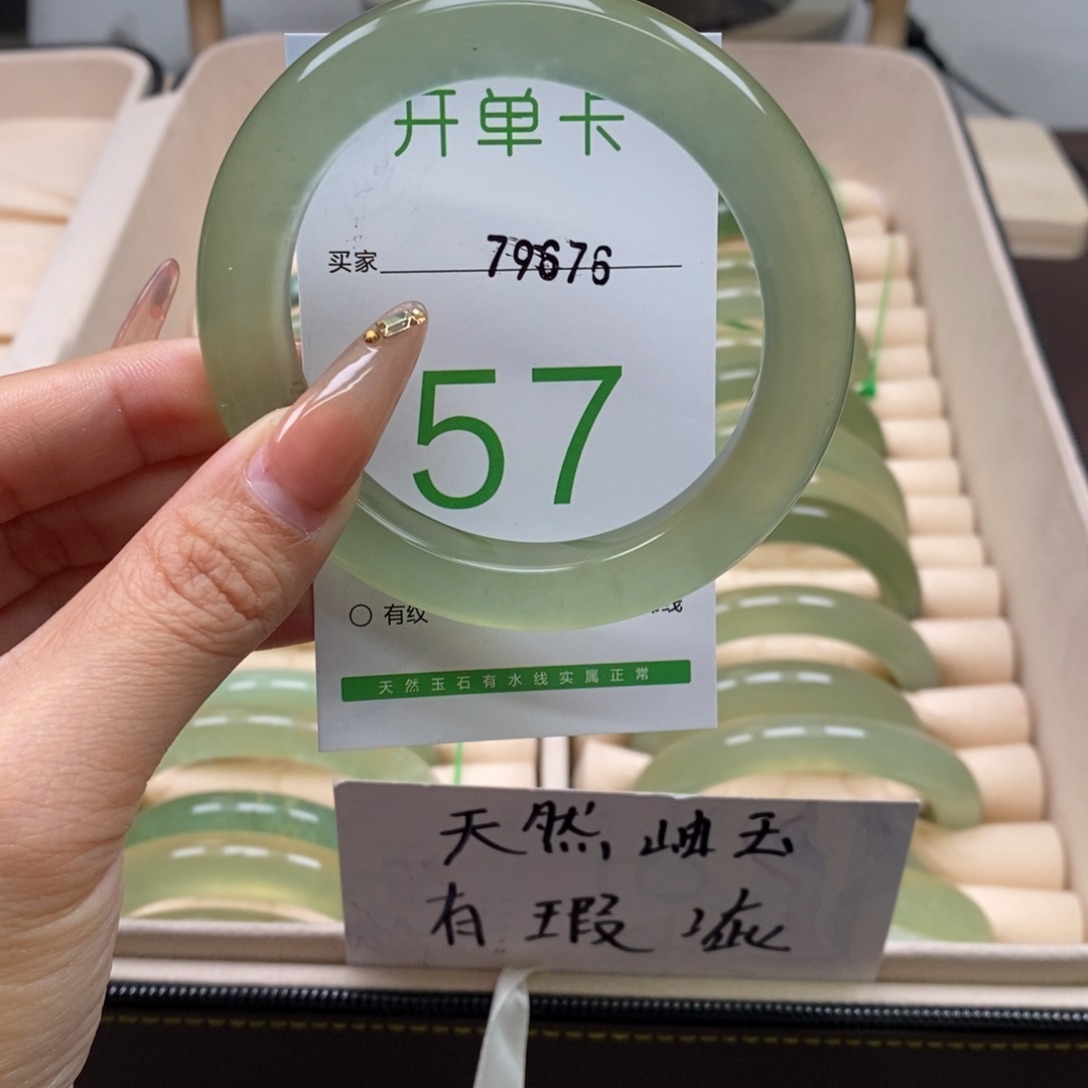 开单卡
买家 79676
57
有纹
天然玉石有水线实属正常
天然岫玉
有瑕疵